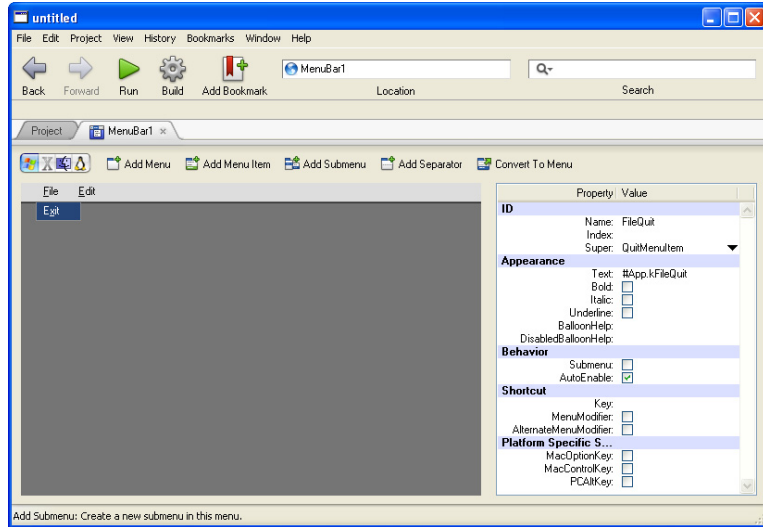 untitled
File Edit Project View History Bookmarks Window Help
MenuBar1
Back Forward Run Build Add Bookmark Location Search
Project MenuBar1 ×
Add Menu Add Menu Item Add Submenu Add Separator Convert To Menu
File Edit
Exit
Property Value
ID
Name: FileQuit
Index:
Super: QuitMenuItem
Appearance
Text: #App.kFileQuit
Bold:
Italic:
Underline:
BalloonHelp:
DisabledBalloonHelp:
Behavior
Submenu:
AutoEnable:
Shortcut
Key:
MenuModifier:
AlternateMenuModifier:
Platform Specific S...
MacOptionKey:
MacControlKey:
PCAltKey:
Add Submenu: Create a new submenu in this menu.